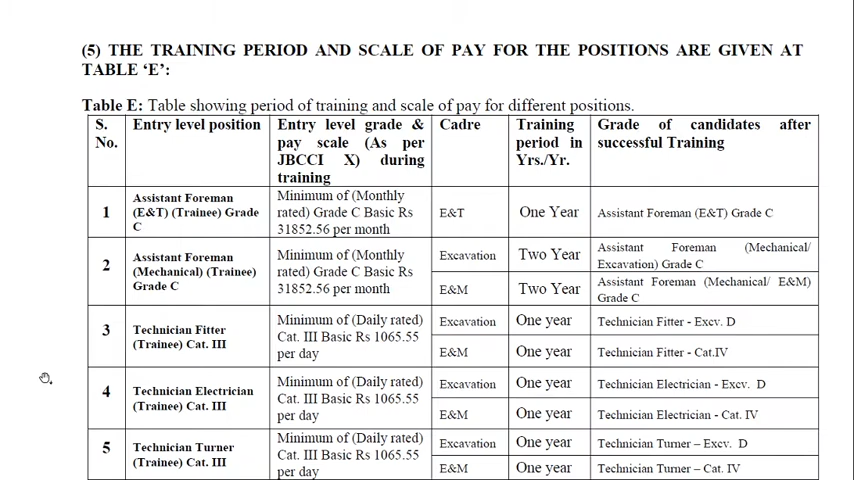 (5) THE TRAINING PERIOD AND SCALE OF PAY FOR THE POSITIONS ARE GIVEN AT
TABLE ‘E’:
Table E: Table showing period of training and scale of pay for different positions.
S. No.
Entry level position
Entry level grade &
pay scale (As per
JBCCI X) during
training
Cadre
Training
period in
Yrs./Yr.
Grade of candidates after
successful Training
1
Assistant Foreman
(E&T) (Trainee) Grade
C
Minimum of (Monthly
rated) Grade C Basic Rs
31852.56 per month
E&T
One Year
Assistant Foreman (E&T) Grade C
2
Assistant Foreman
(Mechanical) (Trainee)
Grade C
Minimum of (Monthly
rated) Grade C Basic Rs
31852.56 per month
Excavation
Two Year
Assistant Foreman (Mechanical/
Excavation) Grade C
E&M
Two Year
Assistant Foreman (Mechanical/ E&M)
Grade C
3
Technician Fitter
(Trainee) Cat. III
Minimum of (Daily rated)
Cat. III Basic Rs 1065.55
per day
Excavation
One year
Technician Fitter - Excv. D
E&M
One year
Technician Fitter - Cat.IV
4
Technician Electrician
(Trainee) Cat. III
Minimum of (Daily rated)
Cat. III Basic Rs 1065.55
per day
Excavation
One year
Technician Electrician - Excv. D
E&M
One year
Technician Electrician - Cat. IV
5
Technician Turner
(Trainee) Cat. III
Minimum of (Daily rated)
Cat. III Basic Rs 1065.55
per day
Excavation
One year
Technician Turner – Excv. D
E&M
One year
Technician Turner – Cat. IV